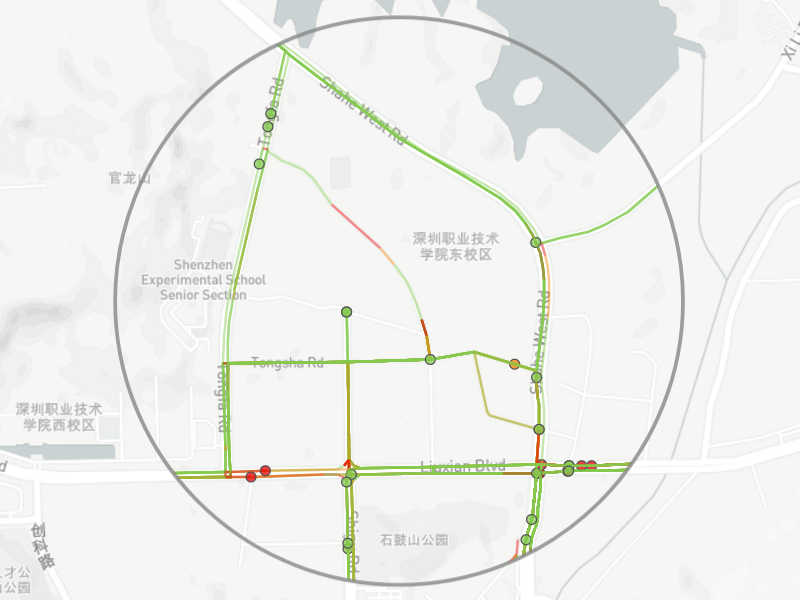 Xi Li
Tongfa Rd
Shahe West Rd
官龙山
深圳职业技术
学院东校区
Shenzhen
Experimental School
Senior Section
Shahe West Rd
Tongsha Rd
Tongfa Rd
深圳职业技术
学院西校区
Liuxian Blvd
d
创科路
石鼓山公园
Rd
人才公
公园